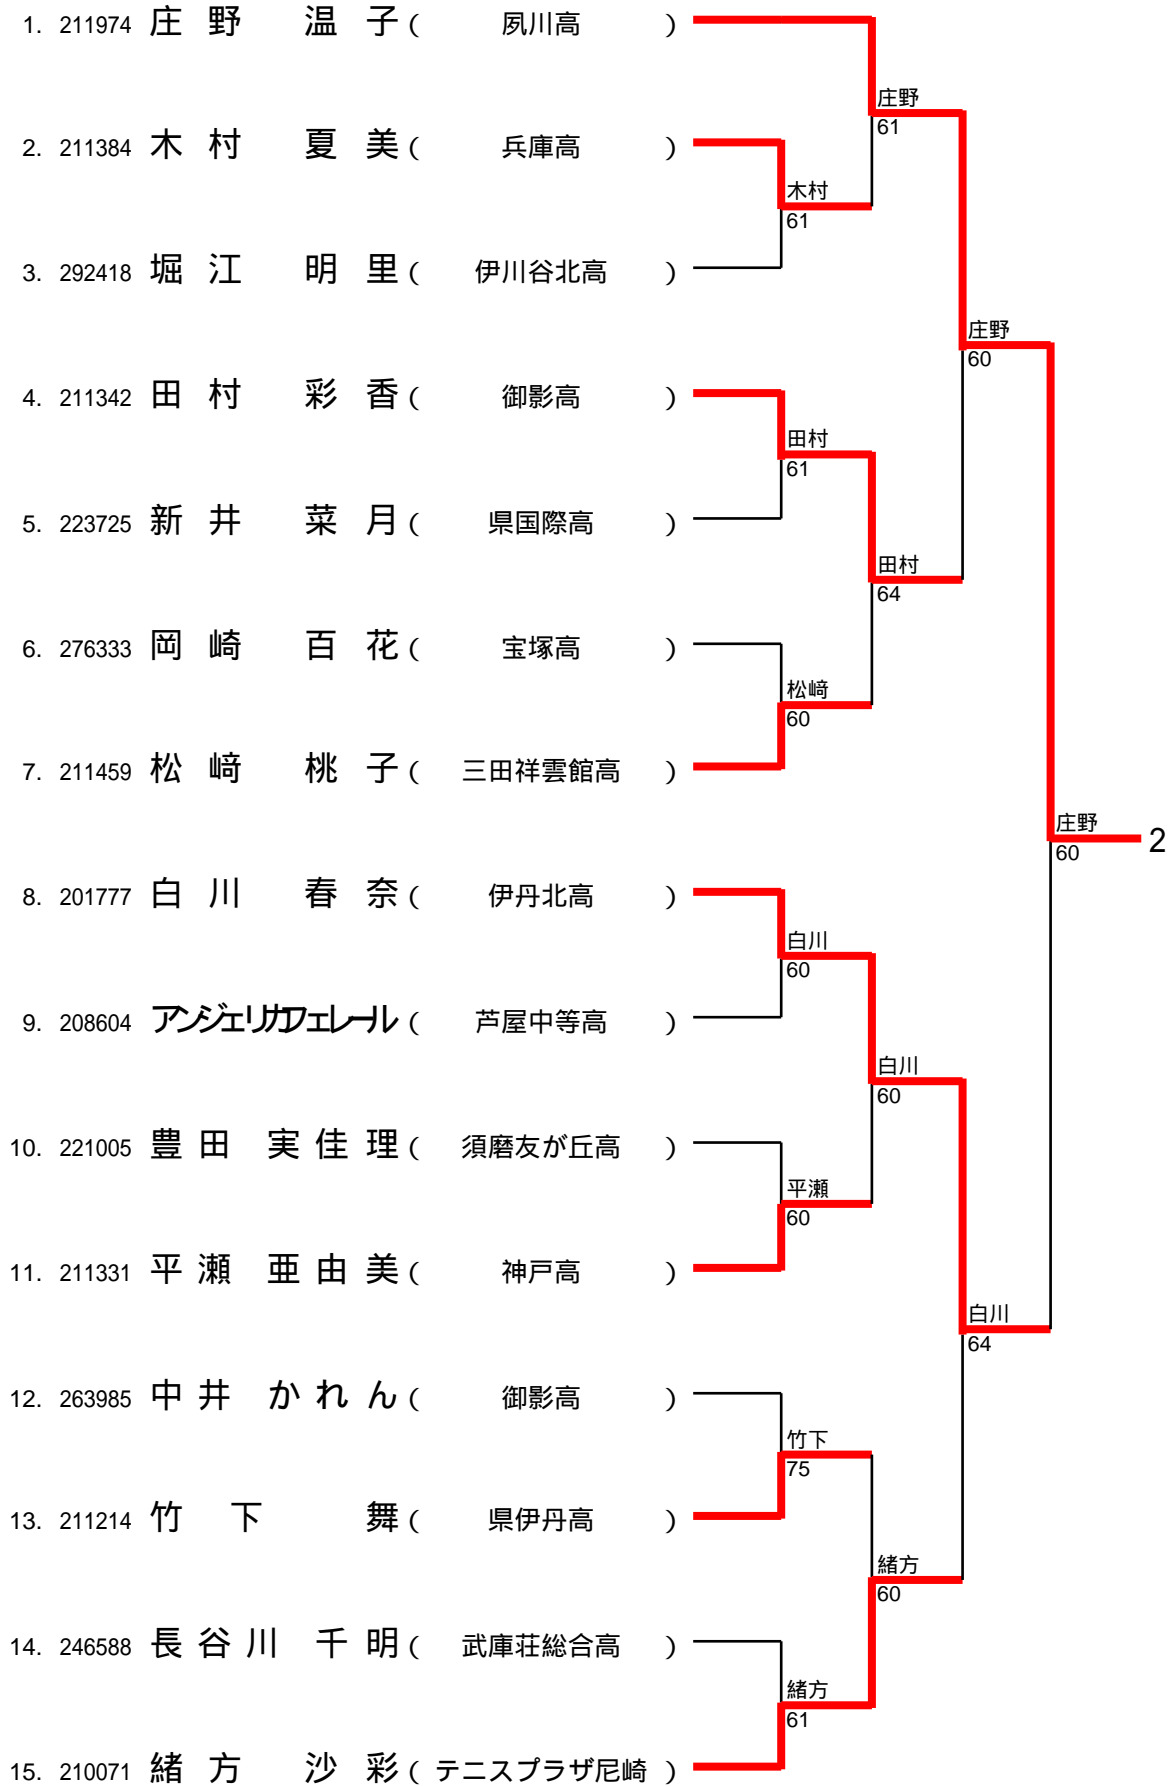 1. 211974 庄野 温子 ( 夙川高 )
庄野
61
2. 211384 木村 夏美 ( 兵庫高 )
木村
61
3. 292418 堀江 明里 ( 伊川谷北高 )
庄野
60
4. 211342 田村 彩香 ( 御影高 )
田村
61
5. 223725 新井 菜月 ( 県国際高 )
田村
64
6. 276333 岡崎 百花 ( 宝塚高 )
松﨑
60
7. 211459 松﨑 桃子 ( 三田祥雲館高 )
庄野
60
2
8. 201777 白川 春奈 ( 伊丹北高 )
白川
60
9. 208604 アンジェリカフェレール ( 芦屋中等高 )
白川
60
10. 221005 豊田 実佳理 ( 須磨友が丘高 )
平瀬
60
11. 211331 平瀬 亜由美 ( 神戸高 )
白川
64
12. 263985 中井 かれん ( 御影高 )
竹下
75
13. 211214 竹下 舞 ( 県伊丹高 )
緒方
60
14. 246588 長谷川 千明 ( 武庫荘総合高 )
緒方
61
15. 210071 緒方 沙彩 ( テニスプラザ尼崎 )